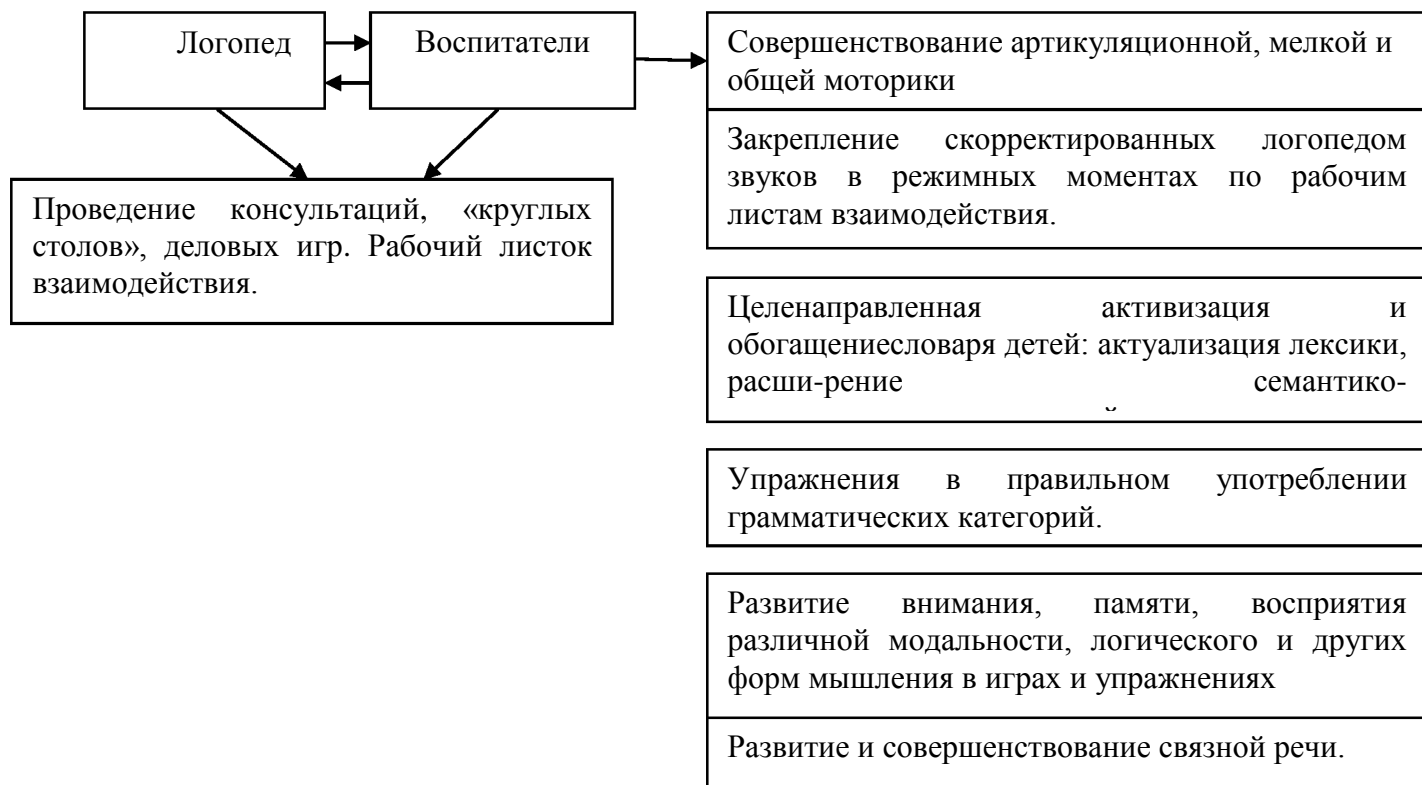 Логопед
Воспитатели
Проведение консультаций, «круглых
столов», деловых игр. Рабочий листок
взаимодействия.
Совершенствование артикуляционной, мелкой и
общей моторики
Закрепление скорректированных логопедом
звуков в режимных моментах по рабочим
листам взаимодействия.
Целенаправленная активизация и
обогащениесловаря детей: актуализация лексики,
расши-рение семантико-
Упражнения в правильном употреблении
грамматических категорий.
Развитие внимания, памяти, восприятия
различной модальности, логического и других
форм мышления в играх и упражнениях
Развитие и совершенствование связной речи.